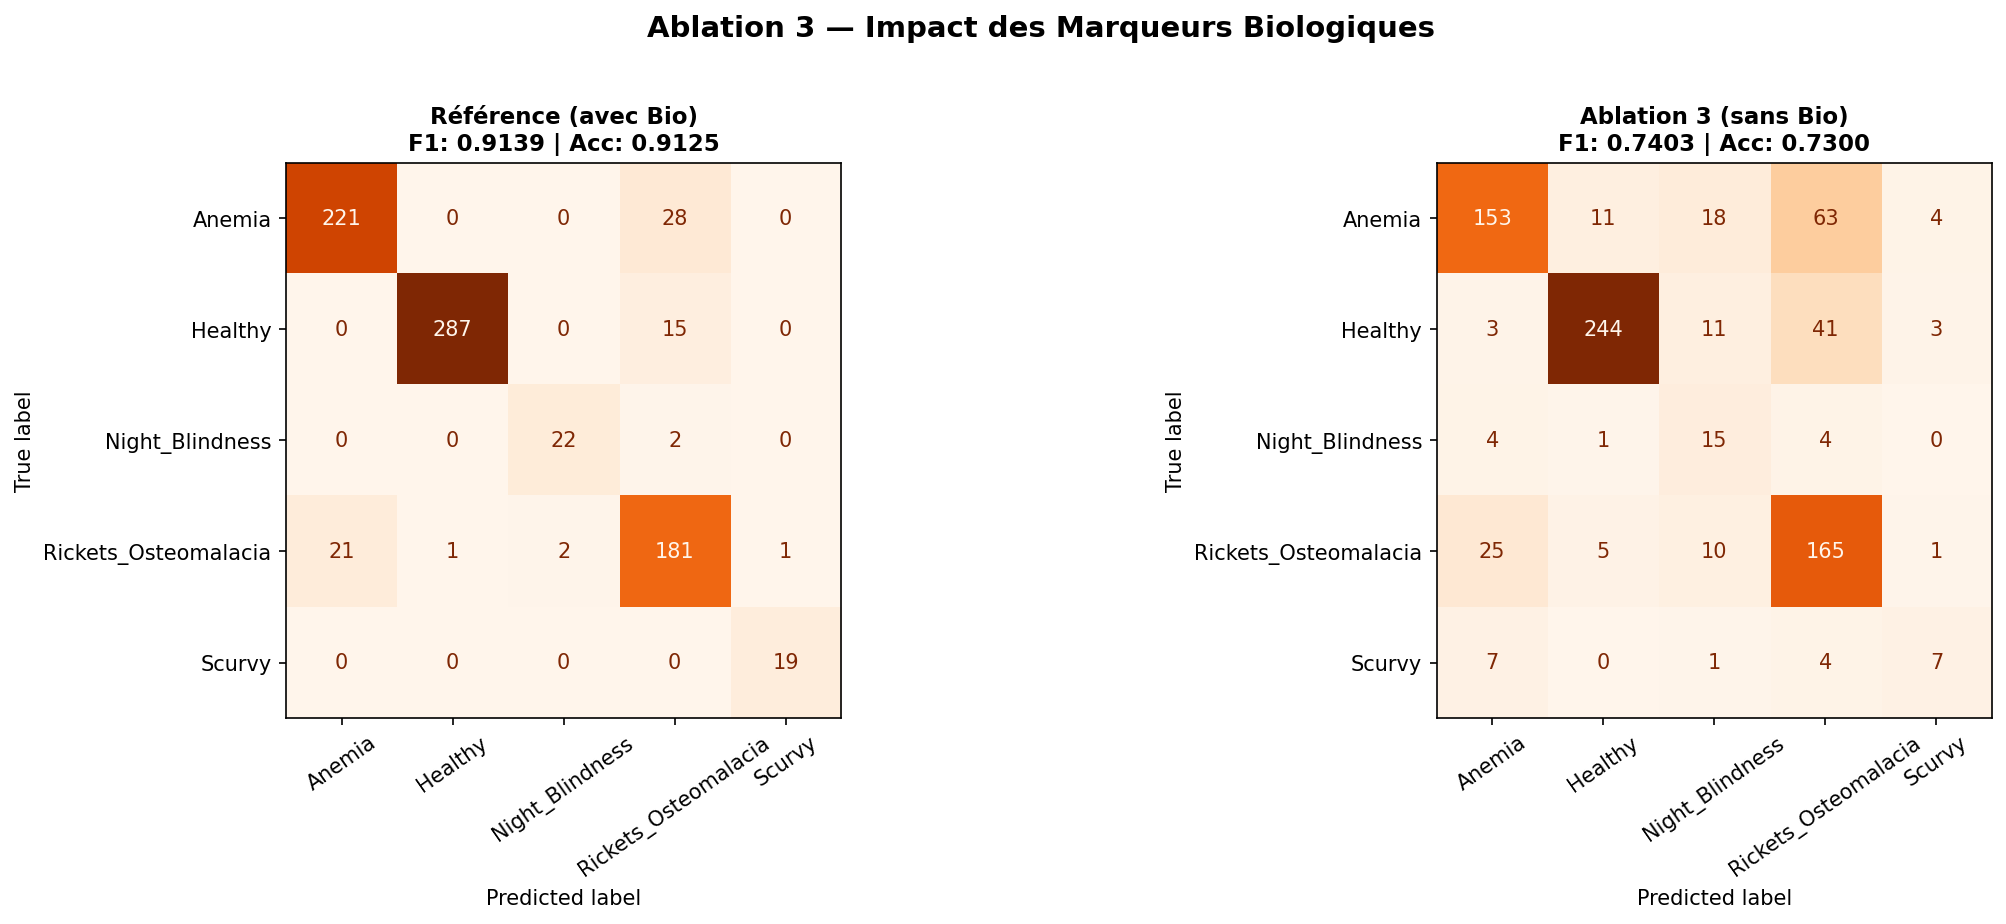 Ablation 3 — Impact des Marqueurs Biologiques
Référence (avec Bio)
F1: 0.9139 | Acc: 0.9125
True label
Anemia 221 0 0 28 0
Healthy 0 287 0 15 0
Night_Blindness 0 0 22 2 0
Rickets_Osteomalacia 21 1 2 181 1
Scurvy 0 0 0 0 19
Anemia Healthy Night_Blindness Rickets_Osteomalacia Scurvy
Predicted label
Ablation 3 (sans Bio)
F1: 0.7403 | Acc: 0.7300
True label
Anemia 153 11 18 63 4
Healthy 3 244 11 41 3
Night_Blindness 4 1 15 4 0
Rickets_Osteomalacia 25 5 10 165 1
Scurvy 7 0 1 4 7
Anemia Healthy Night_Blindness Rickets_Osteomalacia Scurvy
Predicted label